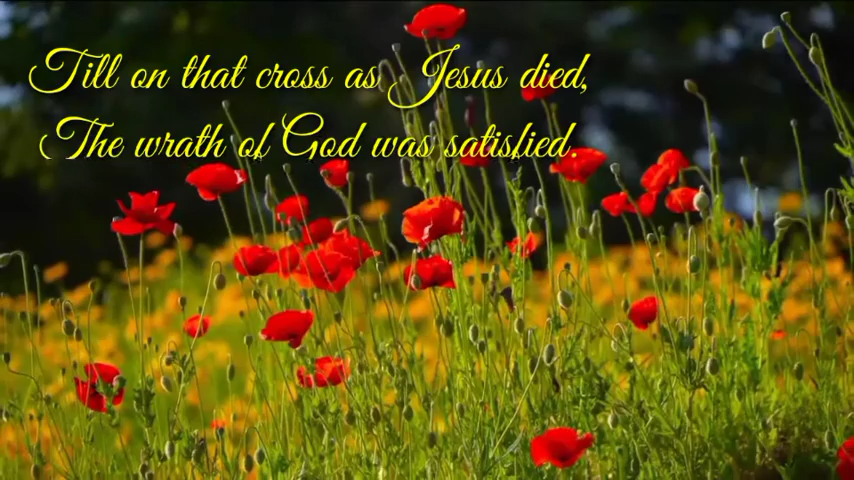 Till on that cross as Jesus died,
The wrath of God was satisfied